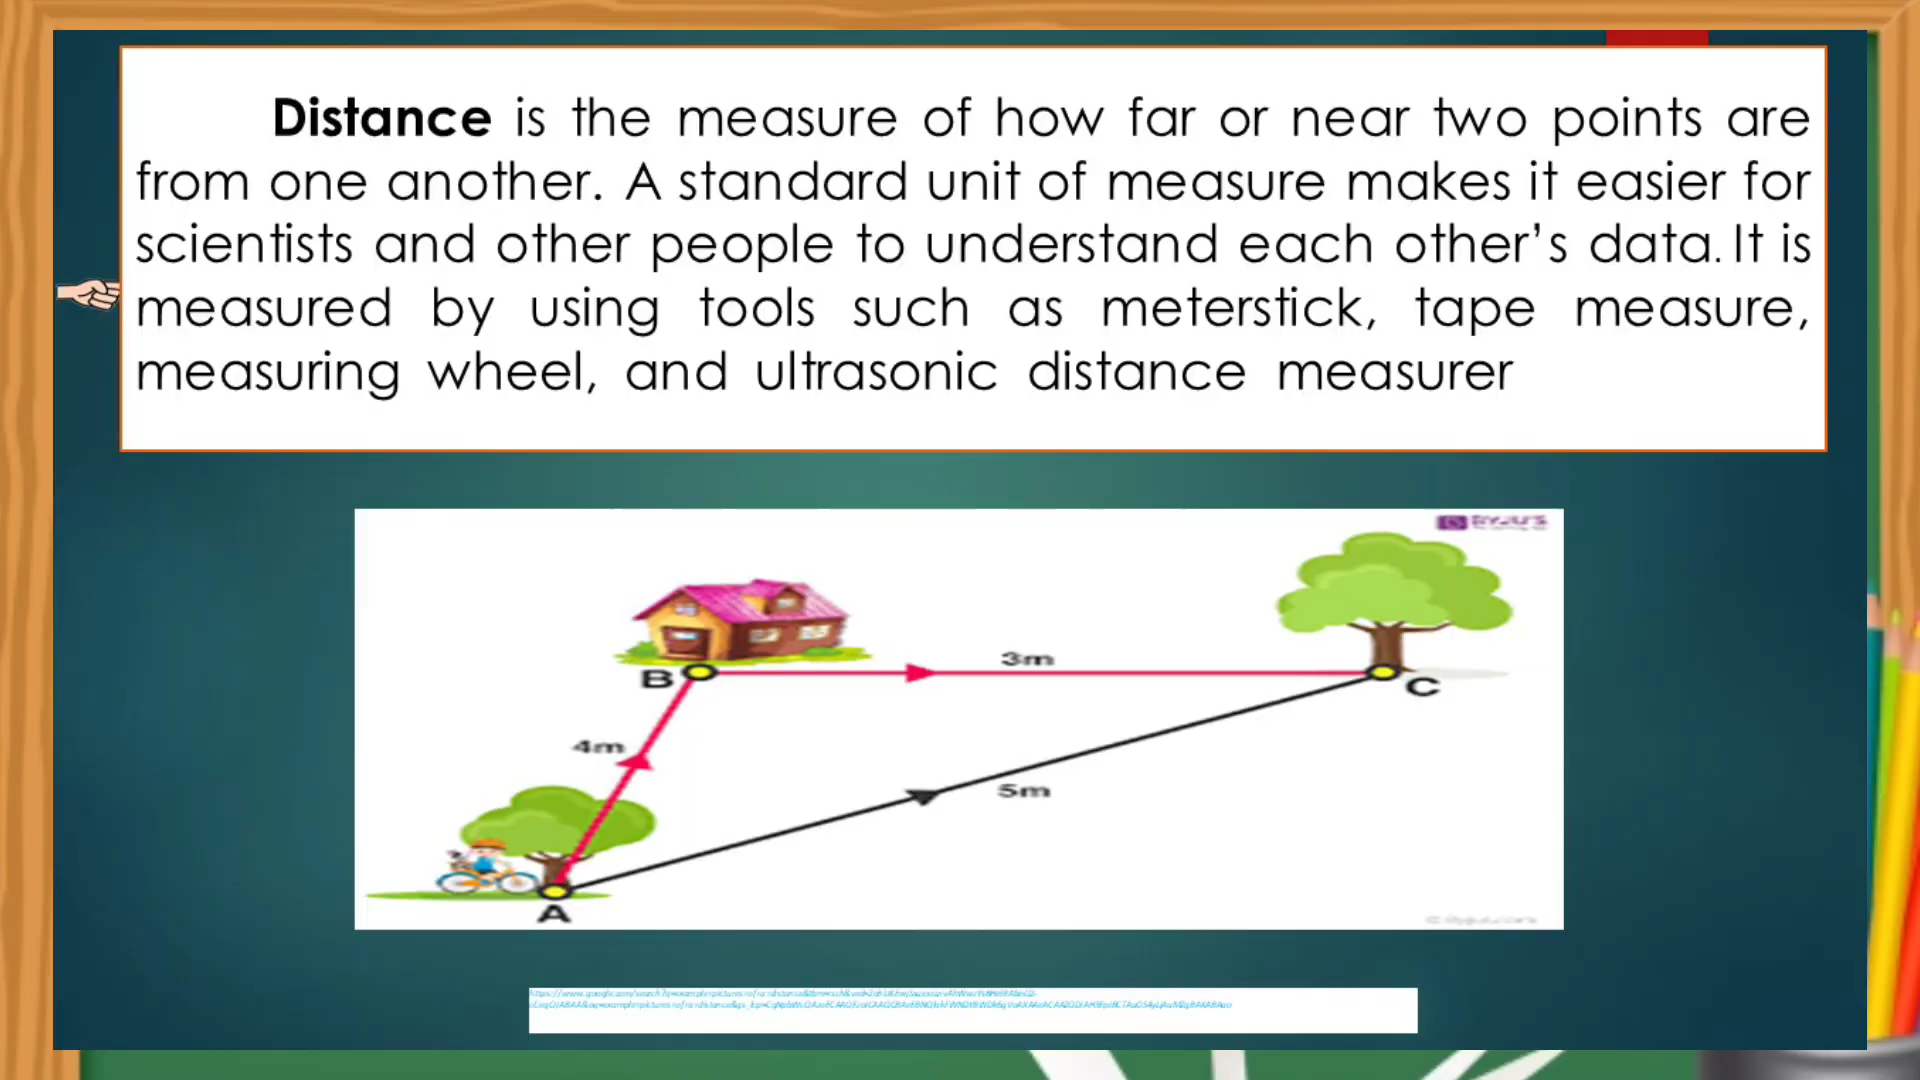 Distance is the measure of how far or near two points are
from one another. A standard unit of measure makes it easier for
scientists and other people to understand each other’s data. It is
measured by using tools such as meterstick, tape measure,
measuring wheel, and ultrasonic distance measurer
BYJU'S
3m
B
C
4m
5m
A